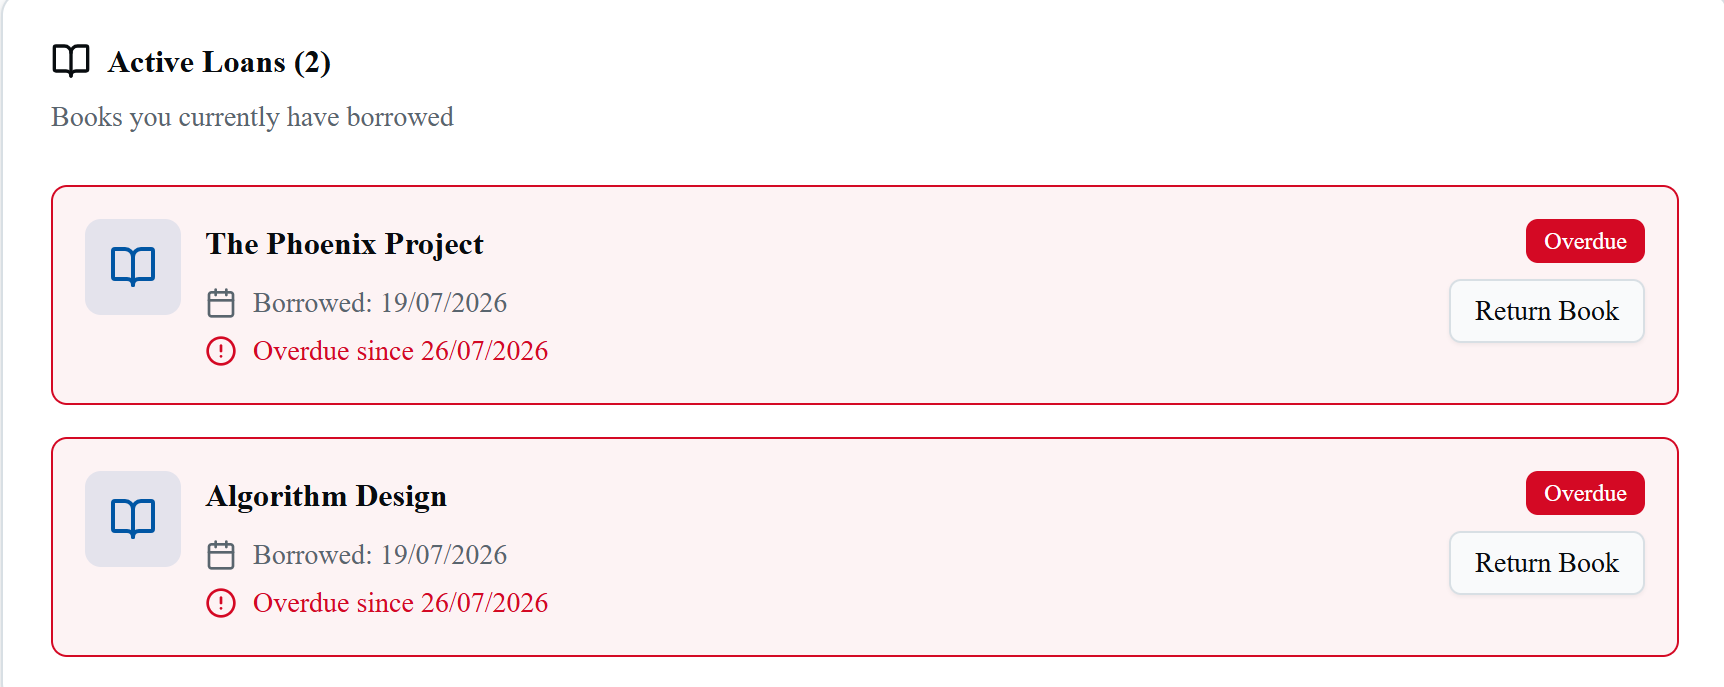 Active Loans (2)
Books you currently have borrowed
The Phoenix Project
Overdue
Borrowed: 19/07/2026
Return Book
Overdue since 26/07/2026
Algorithm Design
Overdue
Borrowed: 19/07/2026
Return Book
Overdue since 26/07/2026